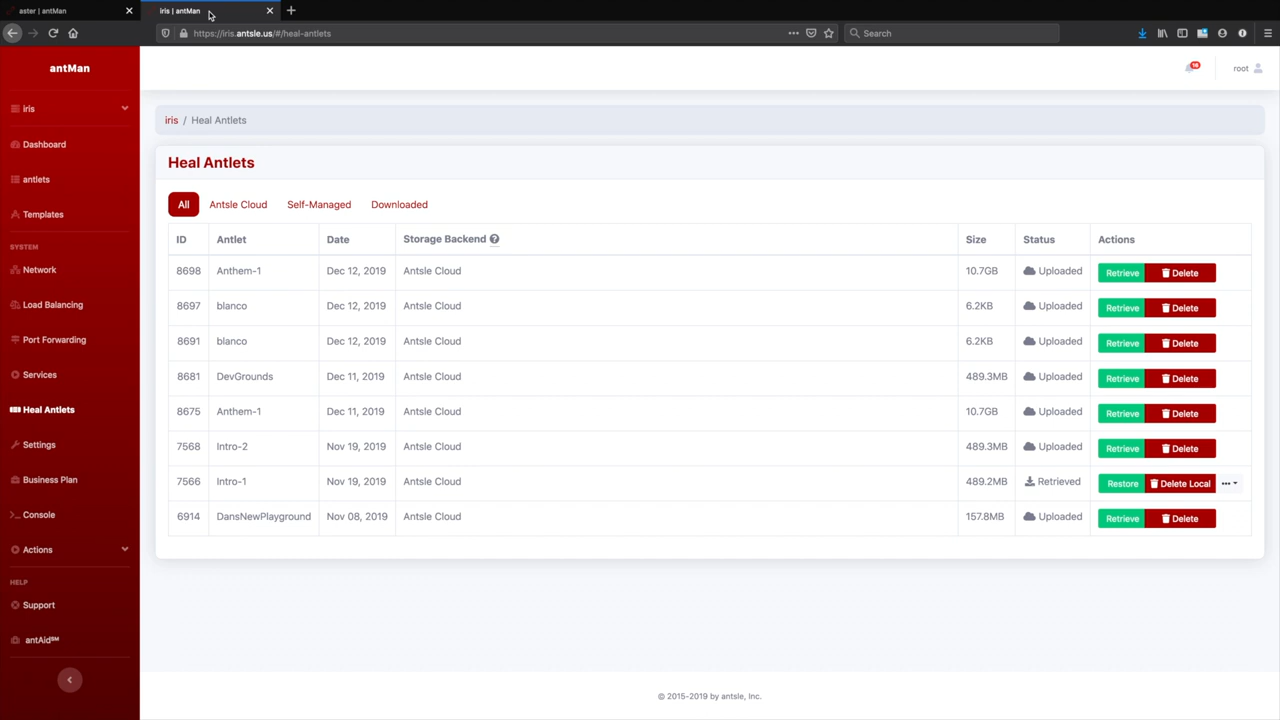 aster | antMan
iris | antMan
https://iris.antsle.us/#/heal-antlets
Search
antMan
iris
Dashboard
antlets
Templates
SYSTEM
Network
Load Balancing
Port Forwarding
Services
Heal Antlets
Settings
Business Plan
Console
Actions
HELP
Support
antAid℠
root
iris / Heal Antlets
Heal Antlets
All Antsle Cloud Self-Managed Downloaded
ID Antlet Date Storage Backend Size Status Actions
8698 Anthem-1 Dec 12, 2019 Antsle Cloud 10.7GB Uploaded Retrieve Delete
8697 blanco Dec 12, 2019 Antsle Cloud 6.2KB Uploaded Retrieve Delete
8691 blanco Dec 12, 2019 Antsle Cloud 6.2KB Uploaded Retrieve Delete
8681 DevGrounds Dec 11, 2019 Antsle Cloud 489.3MB Uploaded Retrieve Delete
8675 Anthem-1 Dec 11, 2019 Antsle Cloud 10.7GB Uploaded Retrieve Delete
7568 Intro-2 Nov 19, 2019 Antsle Cloud 489.3MB Uploaded Retrieve Delete
7566 Intro-1 Nov 19, 2019 Antsle Cloud 489.2MB Retrieved Restore Delete Local
6914 DansNewPlayground Nov 08, 2019 Antsle Cloud 157.8MB Uploaded Retrieve Delete
© 2015-2019 by antsle, Inc.